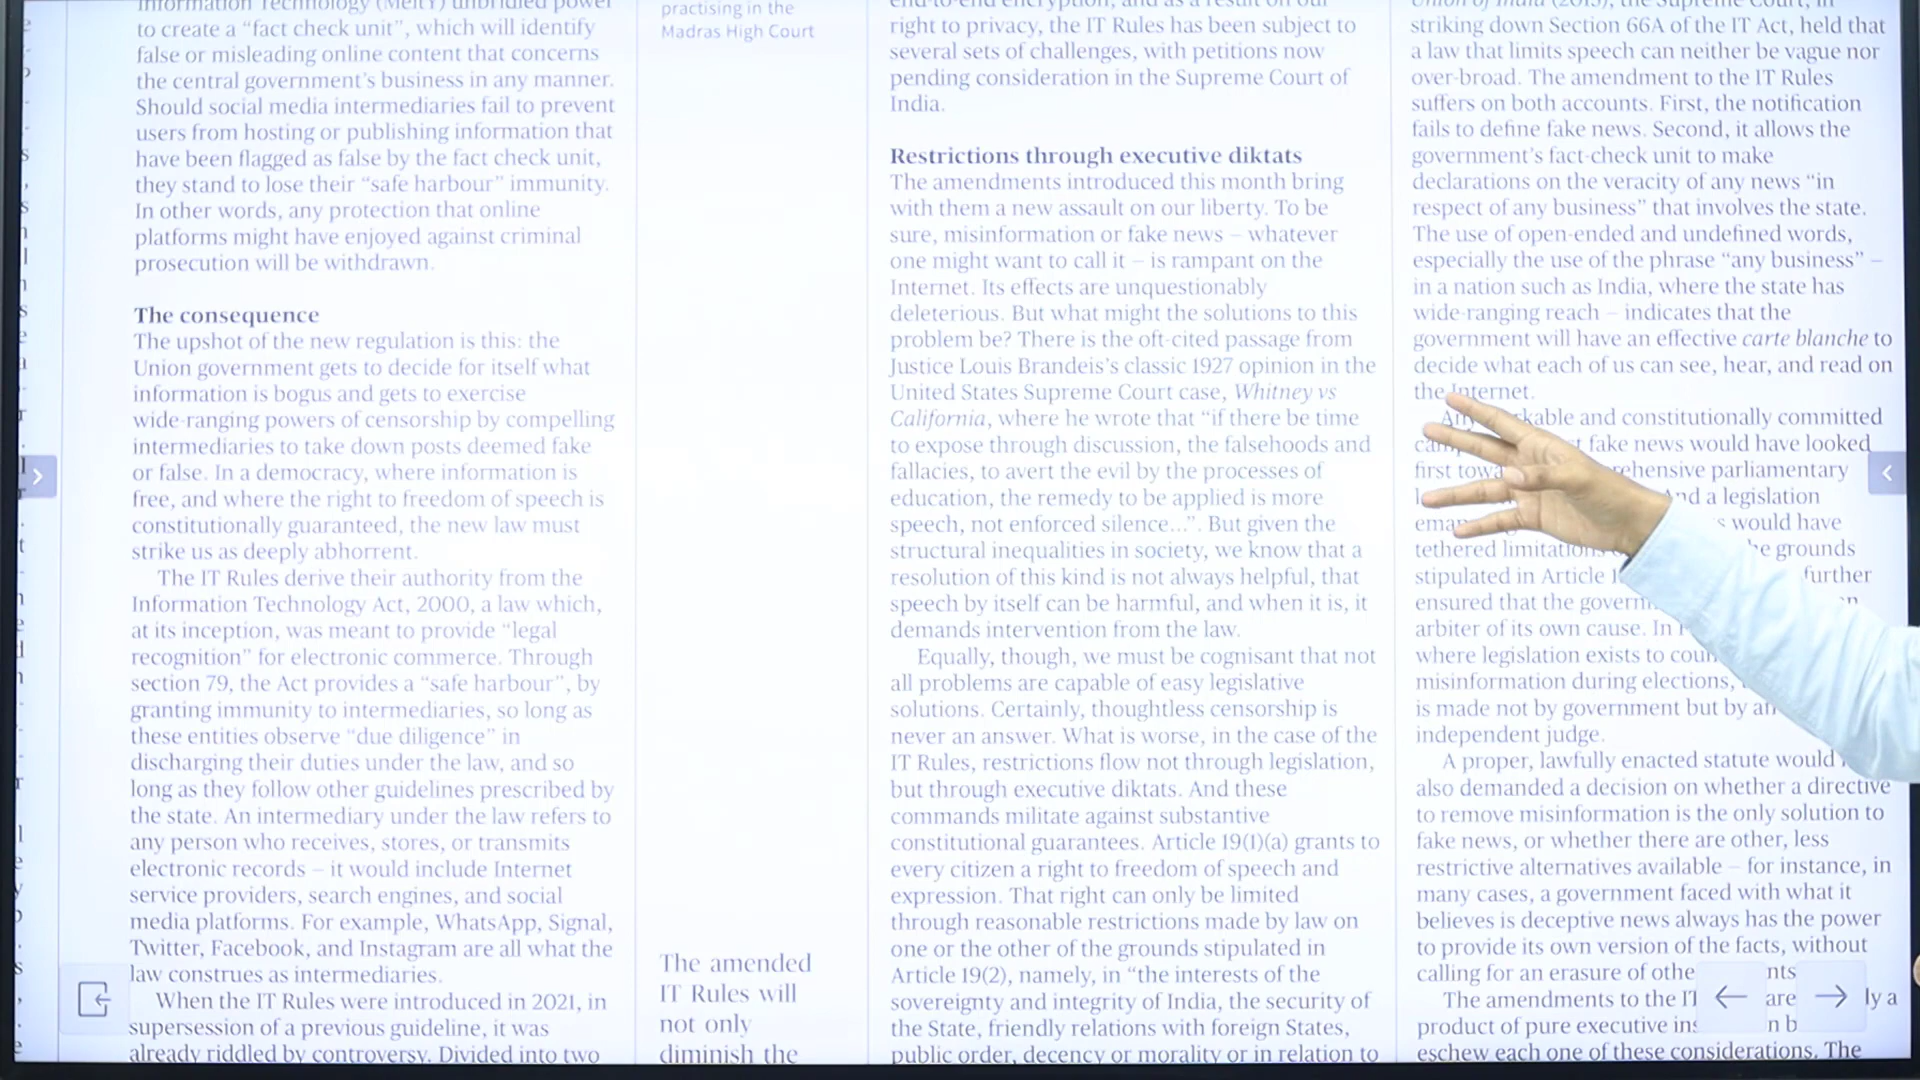 Information Technology (MeitY) unbridled power
to create a “fact check unit”, which will identify
false or misleading online content that concerns
the central government’s business in any manner.
Should social media intermediaries fail to prevent
users from hosting or publishing information that
have been flagged as false by the fact check unit,
they stand to lose their “safe harbour” immunity.
In other words, any protection that online
platforms might have enjoyed against criminal
prosecution will be withdrawn.
The consequence
The upshot of the new regulation is this: the
Union government gets to decide for itself what
information is bogus and gets to exercise
wide-ranging powers of censorship by compelling
intermediaries to take down posts deemed fake
or false. In a democracy, where information is
free, and where the right to freedom of speech is
constitutionally guaranteed, the new law must
strike us as deeply abhorrent.
The IT Rules derive their authority from the
Information Technology Act, 2000, a law which,
at its inception, was meant to provide “legal
recognition” for electronic commerce. Through
section 79, the Act provides a “safe harbour”, by
granting immunity to intermediaries, so long as
these entities observe “due diligence” in
discharging their duties under the law, and so
long as they follow other guidelines prescribed by
the state. An intermediary under the law refers to
any person who receives, stores, or transmits
electronic records – it would include Internet
service providers, search engines, and social
media platforms. For example, WhatsApp, Signal,
Twitter, Facebook, and Instagram are all what the
law construes as intermediaries.
When the IT Rules were introduced in 2021, in
supersession of a previous guideline, it was
already riddled by controversy. Divided into two
practising in the
Madras High Court
The amended
IT Rules will
not only
diminish the
end-to-end encryption, and as a result on our
right to privacy, the IT Rules has been subject to
several sets of challenges, with petitions now
pending consideration in the Supreme Court of
India.
Restrictions through executive diktats
The amendments introduced this month bring
with them a new assault on our liberty. To be
sure, misinformation or fake news – whatever
one might want to call it – is rampant on the
Internet. Its effects are unquestionably
deleterious. But what might the solutions to this
problem be? There is the oft-cited passage from
Justice Louis Brandeis’s classic 1927 opinion in the
United States Supreme Court case, Whitney vs
California, where he wrote that “if there be time
to expose through discussion, the falsehoods and
fallacies, to avert the evil by the processes of
education, the remedy to be applied is more
speech, not enforced silence...”. But given the
structural inequalities in society, we know that a
resolution of this kind is not always helpful, that
speech by itself can be harmful, and when it is, it
demands intervention from the law.
Equally, though, we must be cognisant that not
all problems are capable of easy legislative
solutions. Certainly, thoughtless censorship is
never an answer. What is worse, in the case of the
IT Rules, restrictions flow not through legislation,
but through executive diktats. And these
commands militate against substantive
constitutional guarantees. Article 19(1)(a) grants to
every citizen a right to freedom of speech and
expression. That right can only be limited
through reasonable restrictions made by law on
one or the other of the grounds stipulated in
Article 19(2), namely, in “the interests of the
sovereignty and integrity of India, the security of
the State, friendly relations with foreign States,
public order, decency or morality or in relation to
Union of India (2015), the Supreme Court, in
striking down Section 66A of the IT Act, held that
a law that limits speech can neither be vague nor
over-broad. The amendment to the IT Rules
suffers on both accounts. First, the notification
fails to define fake news. Second, it allows the
government’s fact-check unit to make
declarations on the veracity of any news “in
respect of any business” that involves the state.
The use of open-ended and undefined words,
especially the use of the phrase “any business” –
in a nation such as India, where the state has
wide-ranging reach – indicates that the
government will have an effective carte blanche to
decide what each of us can see, hear, and read on
the Internet.
and constitutionally committed
fake news would have looked
first parliamentary
and a legislation
would have
tethered grounds
stipulated in Article further
ensured that the
arbiter of its own cause. In
where legislation exists to
misinformation during elections,
is made not by government but by an
independent judge.
A proper, lawfully enacted statute would
also demanded a decision on whether a directive
to remove misinformation is the only solution to
fake news, or whether there are other, less
restrictive alternatives available – for instance, in
many cases, a government faced with what it
believes is deceptive news always has the power
to provide its own version of the facts, without
calling for an erasure of
The amendments to the IT are a
product of pure executive
eschew each one of these considerations. The